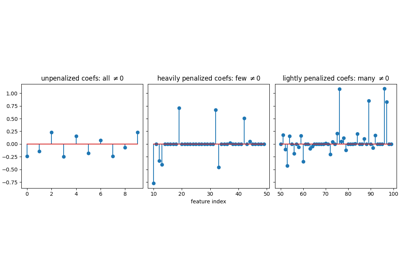 unpenalized coefs: all ≠0
heavily penalized coefs: few ≠0
lightly penalized coefs: many ≠0
1.00
0.75
0.50
0.25
0.00
−0.25
−0.50
−0.75
0 2 4 6 8
10 20 30 40 50
50 60 70 80 90 100
feature index